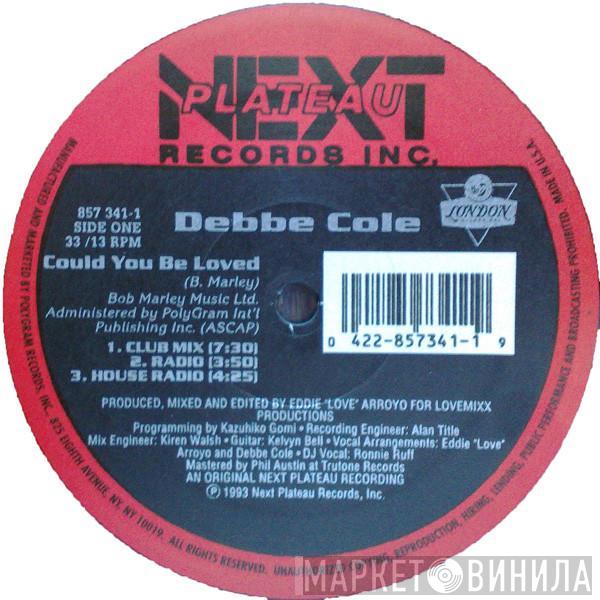 NEXT
PLATEAU
RECORDS INC.
857 341-1
SIDE ONE
33 /13 RPM
Debbe Cole
LONDON
Could You Be Loved
(B. Marley)
Bob Marley Music Ltd.
Administered by PolyGram Int'l
Publishing Inc. (ASCAP)
0 422-857341-1 9
1. CLUB MIX (7:30)
2. RADIO (3:50)
3. HOUSE RADIO (4:25)
PRODUCED, MIXED AND EDITED BY EDDIE "LOVE" ARROYO FOR LOVEMIXX
PRODUCTIONS
Programming by Kazuhiko Gomi • Recording Engineer: Alan Title
Mix Engineer: Kiren Walsh • Guitar: Kelvyn Bell • Vocal Arrangements: Eddie "Love"
Arroyo and Debbe Cole • DJ Vocal: Ronnie Ruff
Mastered by Phil Austin at Trutone Records
AN ORIGINAL NEXT PLATEAU RECORDING
℗ 1993 Next Plateau Records, Inc.
MANUFACTURED AND MARKETED BY POLYGRAM RECORDS, INC., 825 EIGHTH AVENUE, NY, NY 10019. ALL RIGHTS RESERVED. UNAUTHORIZED COPYING, REPRODUCTION, HIRING, LENDING, PUBLIC PERFORMANCE AND BROADCASTING PROHIBITED. MADE IN U.S.A.
МАРКЕТ ВИНИЛА